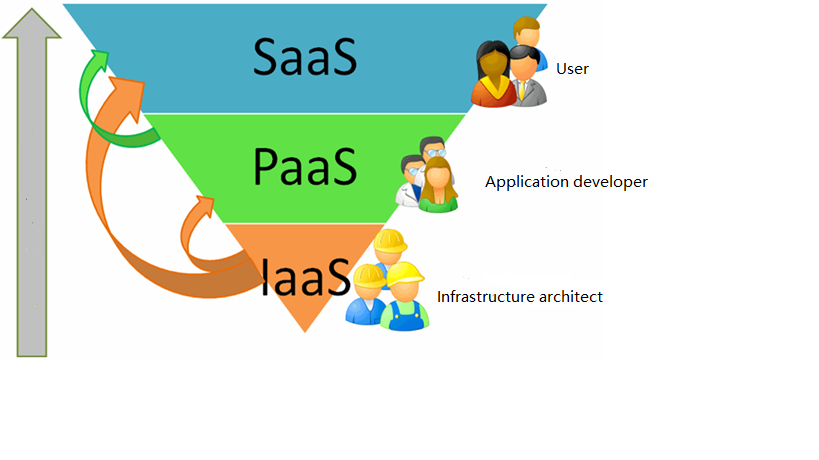 SaaS
User
PaaS
Application developer
IaaS
Infrastructure architect